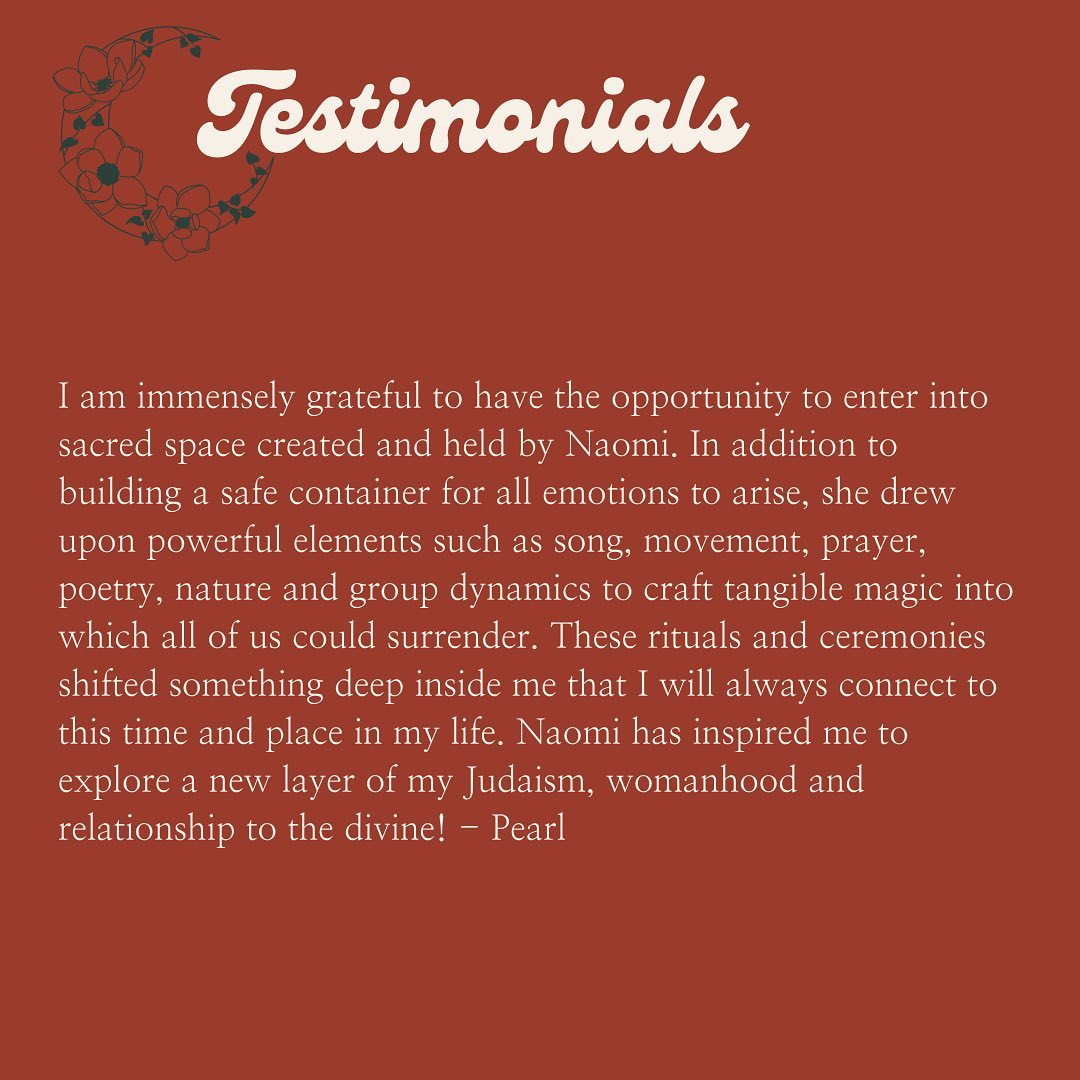 Testimonials
I am immensely grateful to have the opportunity to enter into
sacred space created and held by Naomi. In addition to
building a safe container for all emotions to arise, she drew
upon powerful elements such as song, movement, prayer,
poetry, nature and group dynamics to craft tangible magic into
which all of us could surrender. These rituals and ceremonies
shifted something deep inside me that I will always connect to
this time and place in my life. Naomi has inspired me to
explore a new layer of my Judaism, womanhood and
relationship to the divine! - Pearl